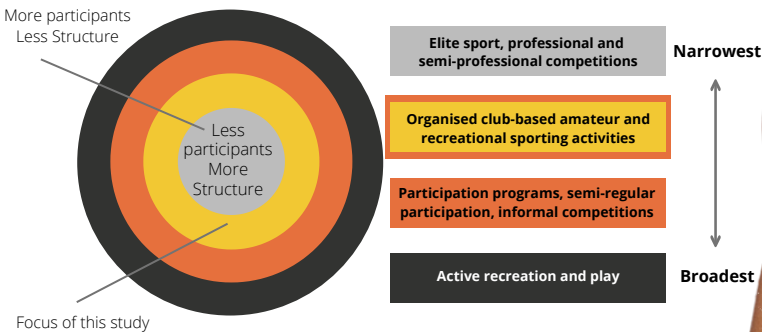 More participants
Less Structure
Less
participants
More
Structure
Focus of this study
Elite sport, professional and
semi-professional competitions
Narrowest
Organised club-based amateur and
recreational sporting activities
Participation programs, semi-regular
participation, informal competitions
Active recreation and play
Broadest